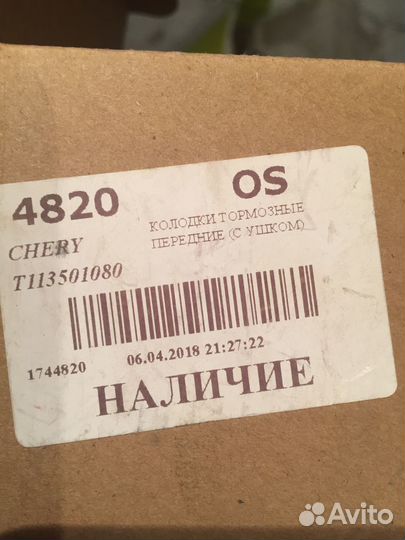 4820 OS
CHERY
T113501080
КОЛОДКИ ТОРМОЗНЫЕ
ПЕРЕДНИЕ (С УШКОМ)
1744820
06.04.2018 21:27:22
НАЛИЧИЕ
Avito